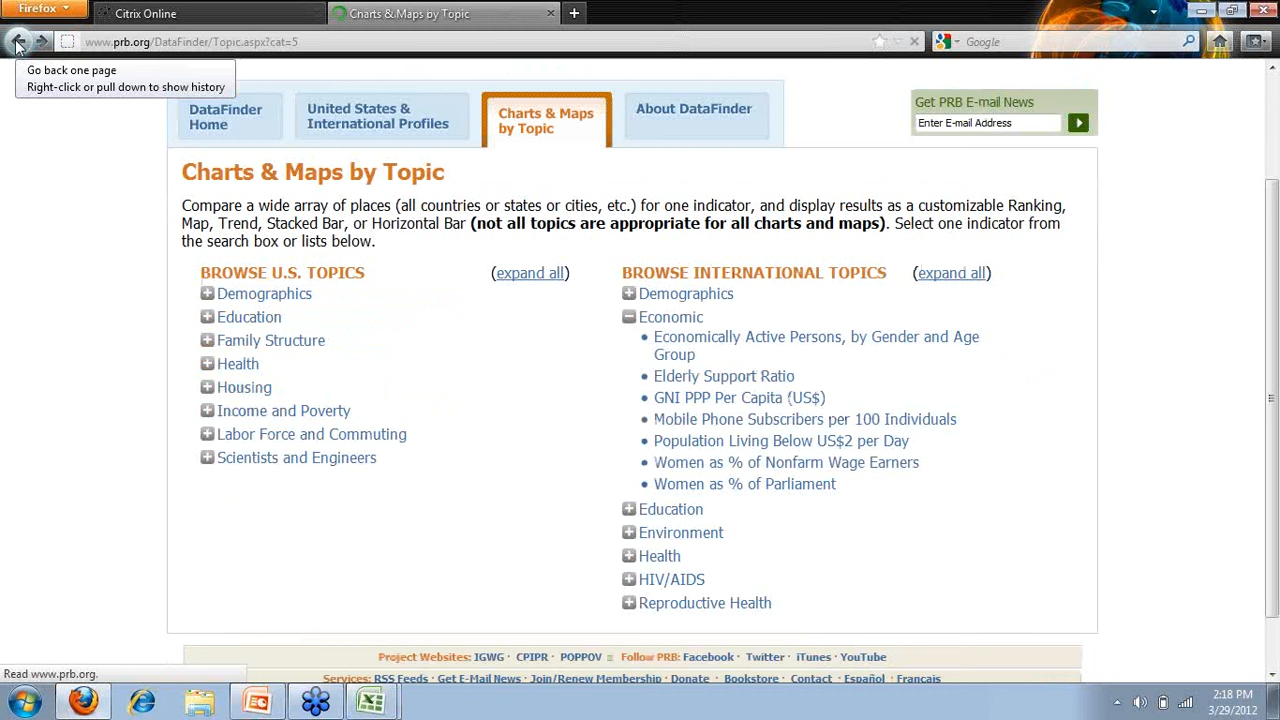 Firefox
Citrix Online
Charts & Maps by Topic
www.prb.org/DataFinder/Topic.aspx?cat=5
Google
Go back one page
Right-click or pull down to show history
DataFinder Home
United States & International Profiles
Charts & Maps by Topic
About DataFinder
Get PRB E-mail News
Enter E-mail Address
Charts & Maps by Topic
Compare a wide array of places (all countries or states or cities, etc.) for one indicator, and display results as a customizable Ranking,
Map, Trend, Stacked Bar, or Horizontal Bar (not all topics are appropriate for all charts and maps). Select one indicator from
the search box or lists below.
BROWSE U.S. TOPICS (expand all)
Demographics
Education
Family Structure
Health
Housing
Income and Poverty
Labor Force and Commuting
Scientists and Engineers
BROWSE INTERNATIONAL TOPICS (expand all)
Demographics
Economic
• Economically Active Persons, by Gender and Age
Group
• Elderly Support Ratio
• GNI PPP Per Capita (US$)
• Mobile Phone Subscribers per 100 Individuals
• Population Living Below US$2 per Day
• Women as % of Nonfarm Wage Earners
• Women as % of Parliament
Education
Environment
Health
HIV/AIDS
Reproductive Health
Project Websites: IGWG · CPIPR · POPPOV Follow PRB: Facebook · Twitter · iTunes · YouTube
Services: RSS Feeds · Get E-Mail News · Join/Renew Membership · Donate · Bookstore · Contact · Español · Français
Read www.prb.org.
2:18 PM
3/29/2012